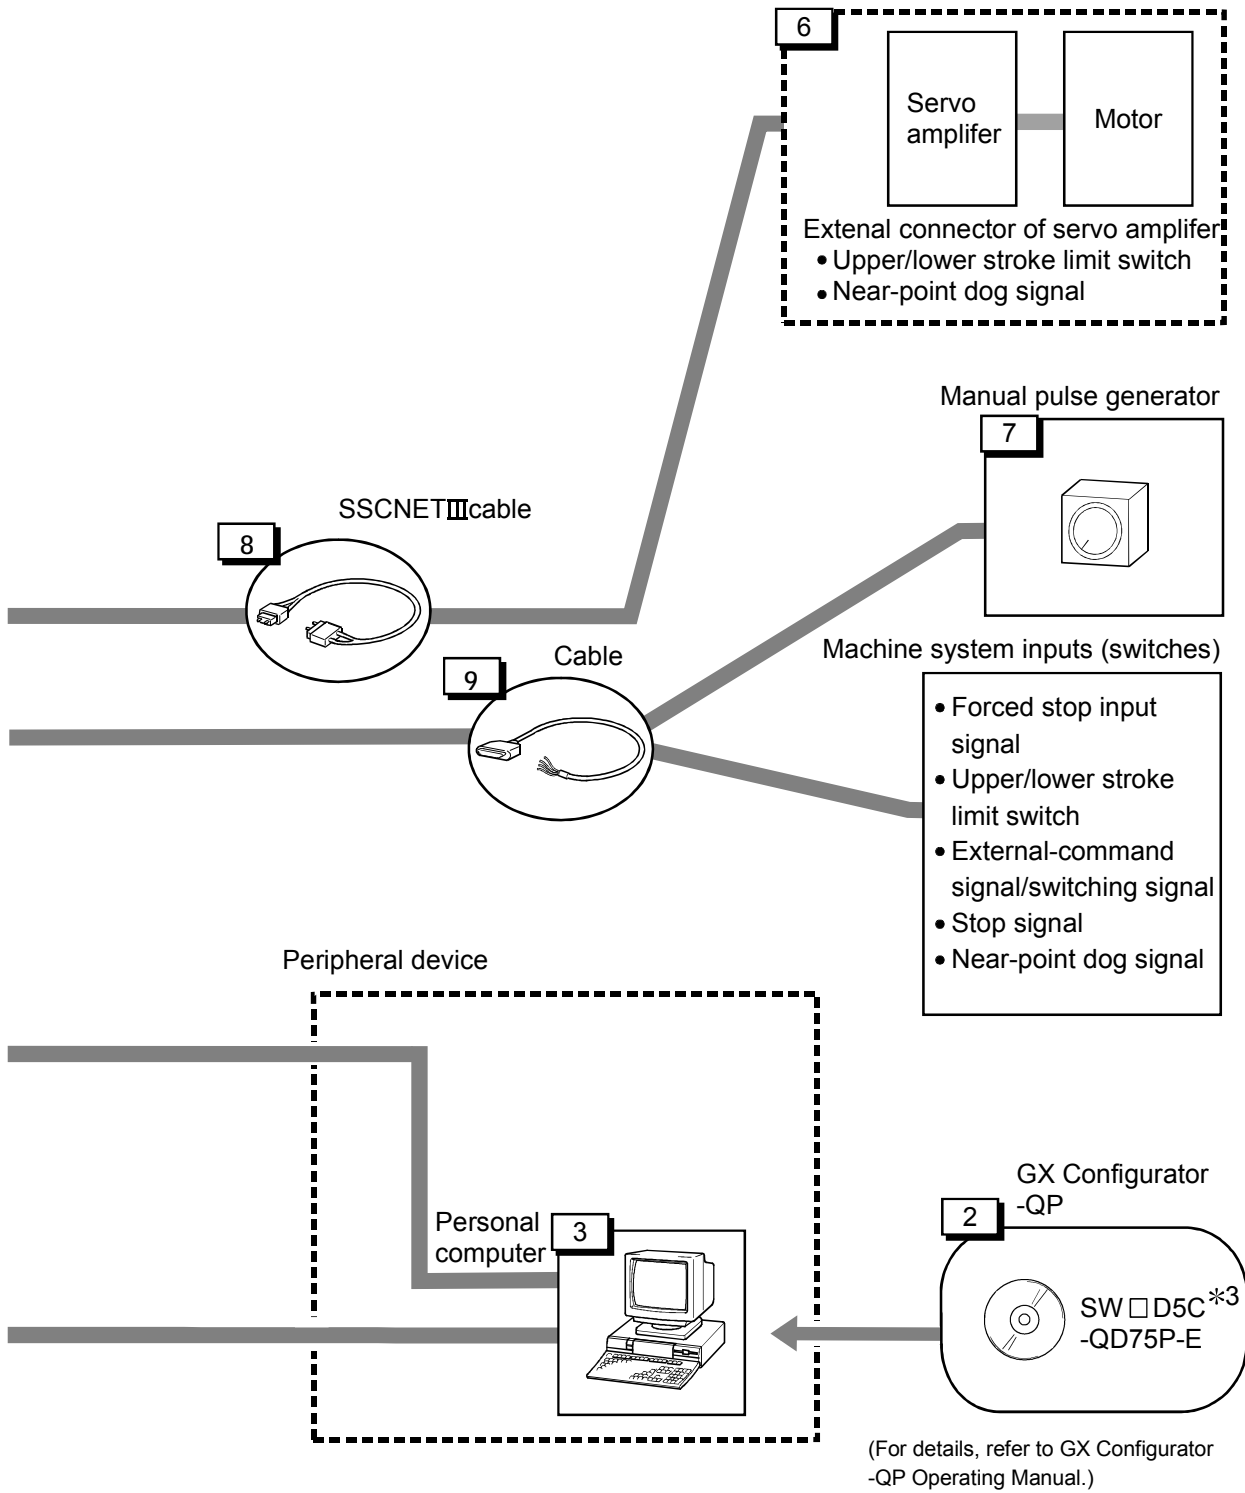 6
Servo
amplifer
Motor
Extenal connector of servo amplifer
• Upper/lower stroke limit switch
• Near-point dog signal
Manual pulse generator
7
SSCNETⅢcable
8
Cable
9
Machine system inputs (switches)
• Forced stop input
signal
• Upper/lower stroke
limit switch
• External-command
signal/switching signal
• Stop signal
• Near-point dog signal
Peripheral device
Personal
computer
3
GX Configurator
-QP
2
SW□D5C*3
-QD75P-E
(For details, refer to GX Configurator
-QP Operating Manual.)